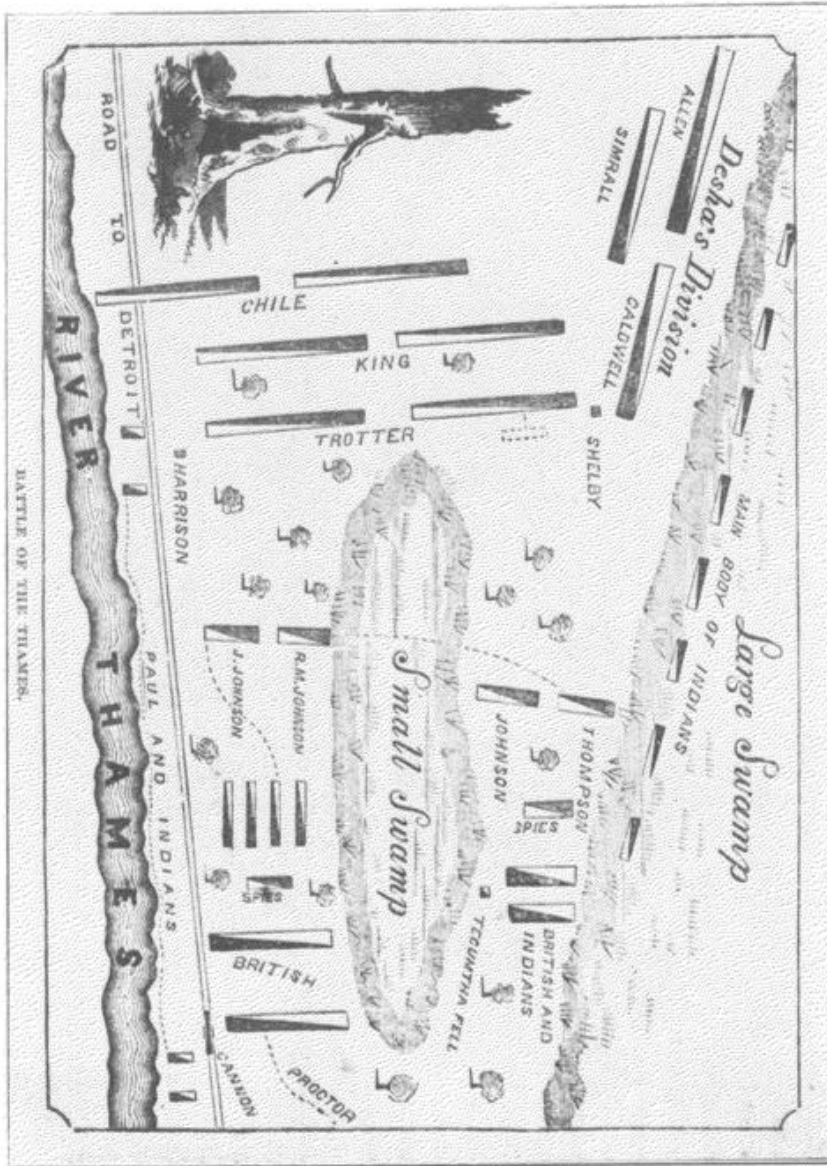 ALLEN
SIMRALL
Desha's Division
CALDWELL
SHELBY
Large Swamp
MAIN BODY OF INDIANS
CHILE
KING
TROTTER
ROAD TO DETROIT
HARRISON
Small Swamp
R.M.JOHNSON
J.JOHNSON
JOHNSON
THOMPSON
SPIES
SPIES
BRITISH AND
INDIANS
TECUMTHA FELL
BRITISH
PROCTOR
CANNON
PAUL AND INDIANS
RIVER THAMES
BATTLE OF THE THAMES.